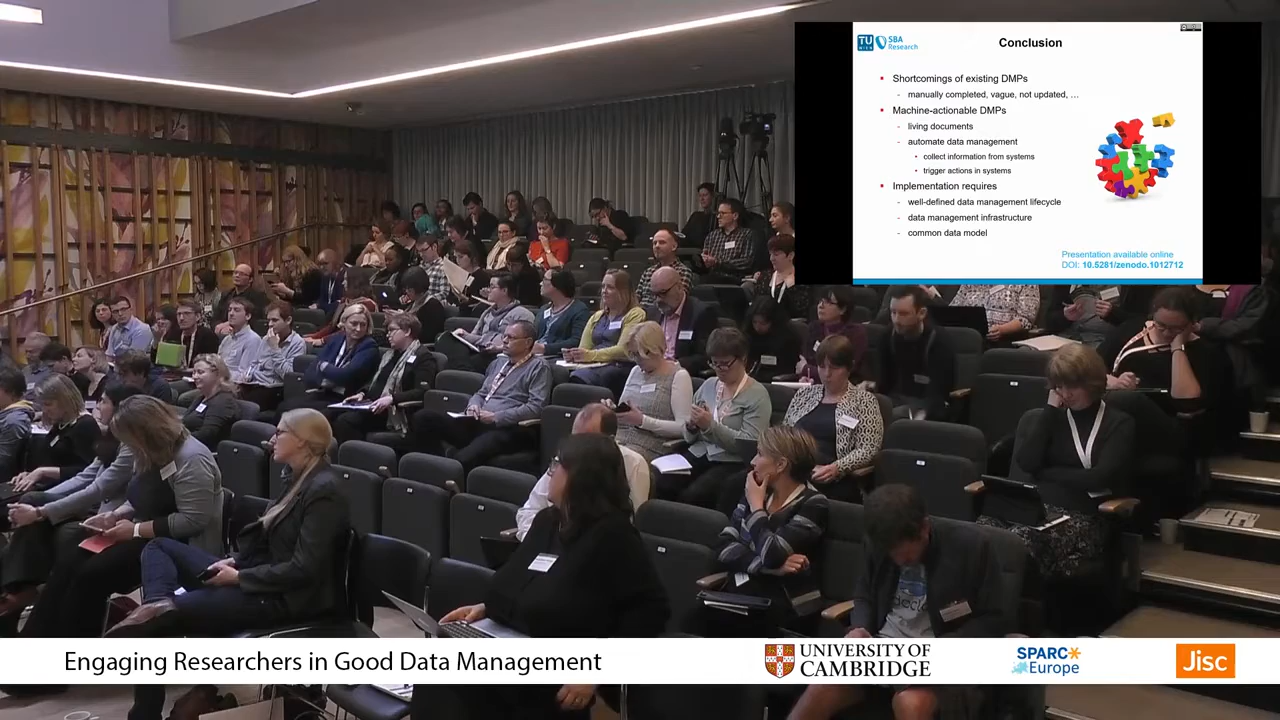 TU
WIEN
SBA
Research
Conclusion
• Shortcomings of existing DMPs
- manually completed, vague, not updated, …
• Machine-actionable DMPs
- living documents
- automate data management
• collect information from systems
• trigger actions in systems
• Implementation requires
- well-defined data management lifecycle
- data management infrastructure
- common data model
Presentation available online
DOI: 10.5281/zenodo.1012712
Engaging Researchers in Good Data Management
UNIVERSITY OF
CAMBRIDGE
SPARC
Europe
Jisc